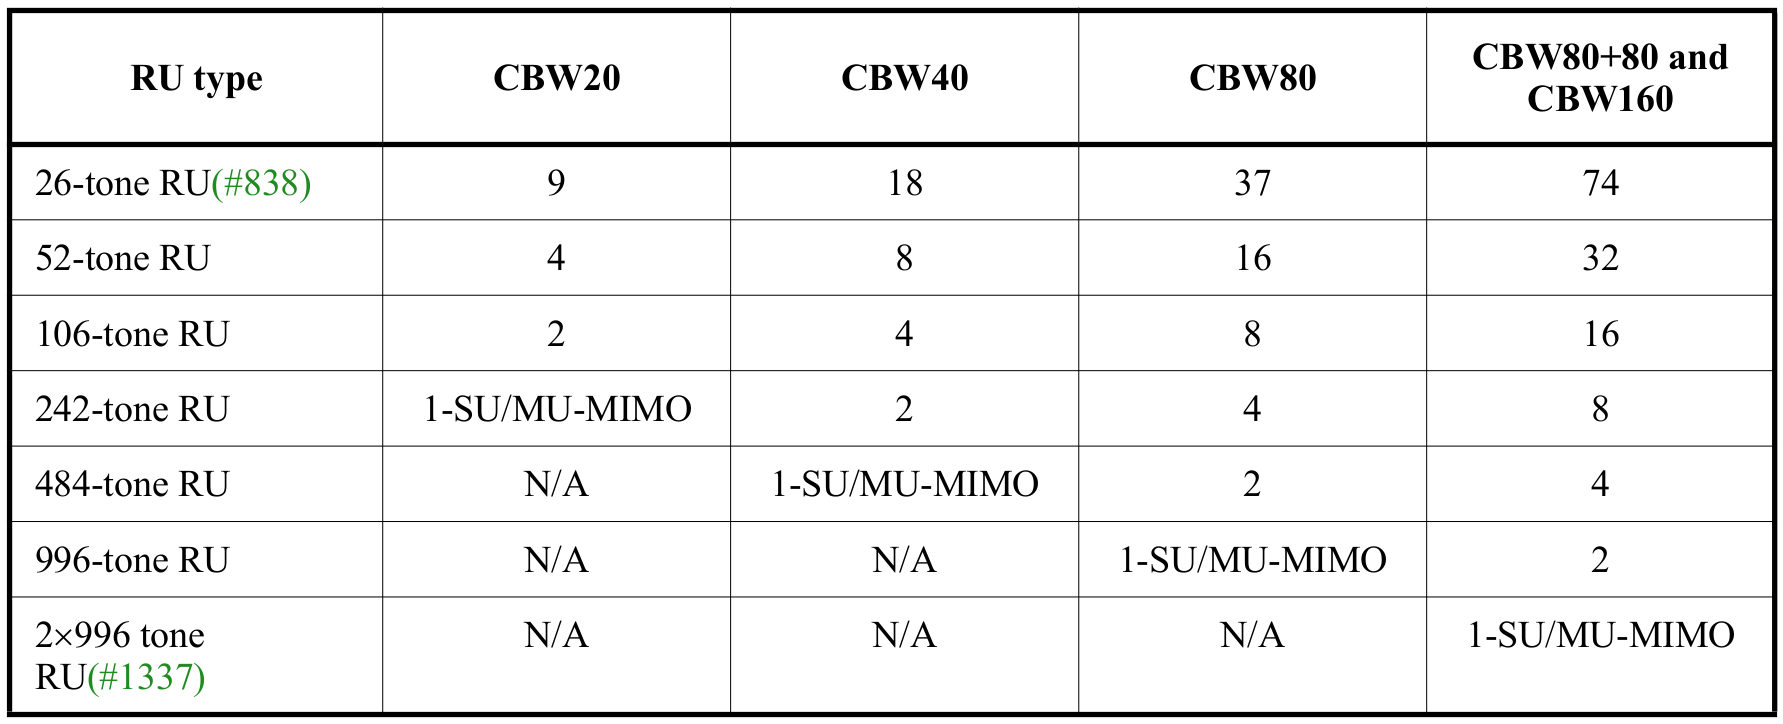 RU type CBW20 CBW40 CBW80 CBW80+80 and
CBW160
26-tone RU(#838) 9 18 37 74
52-tone RU 4 8 16 32
106-tone RU 2 4 8 16
242-tone RU 1-SU/MU-MIMO 2 4 8
484-tone RU N/A 1-SU/MU-MIMO 2 4
996-tone RU N/A N/A 1-SU/MU-MIMO 2
2×996 tone N/A N/A N/A 1-SU/MU-MIMO
RU(#1337)